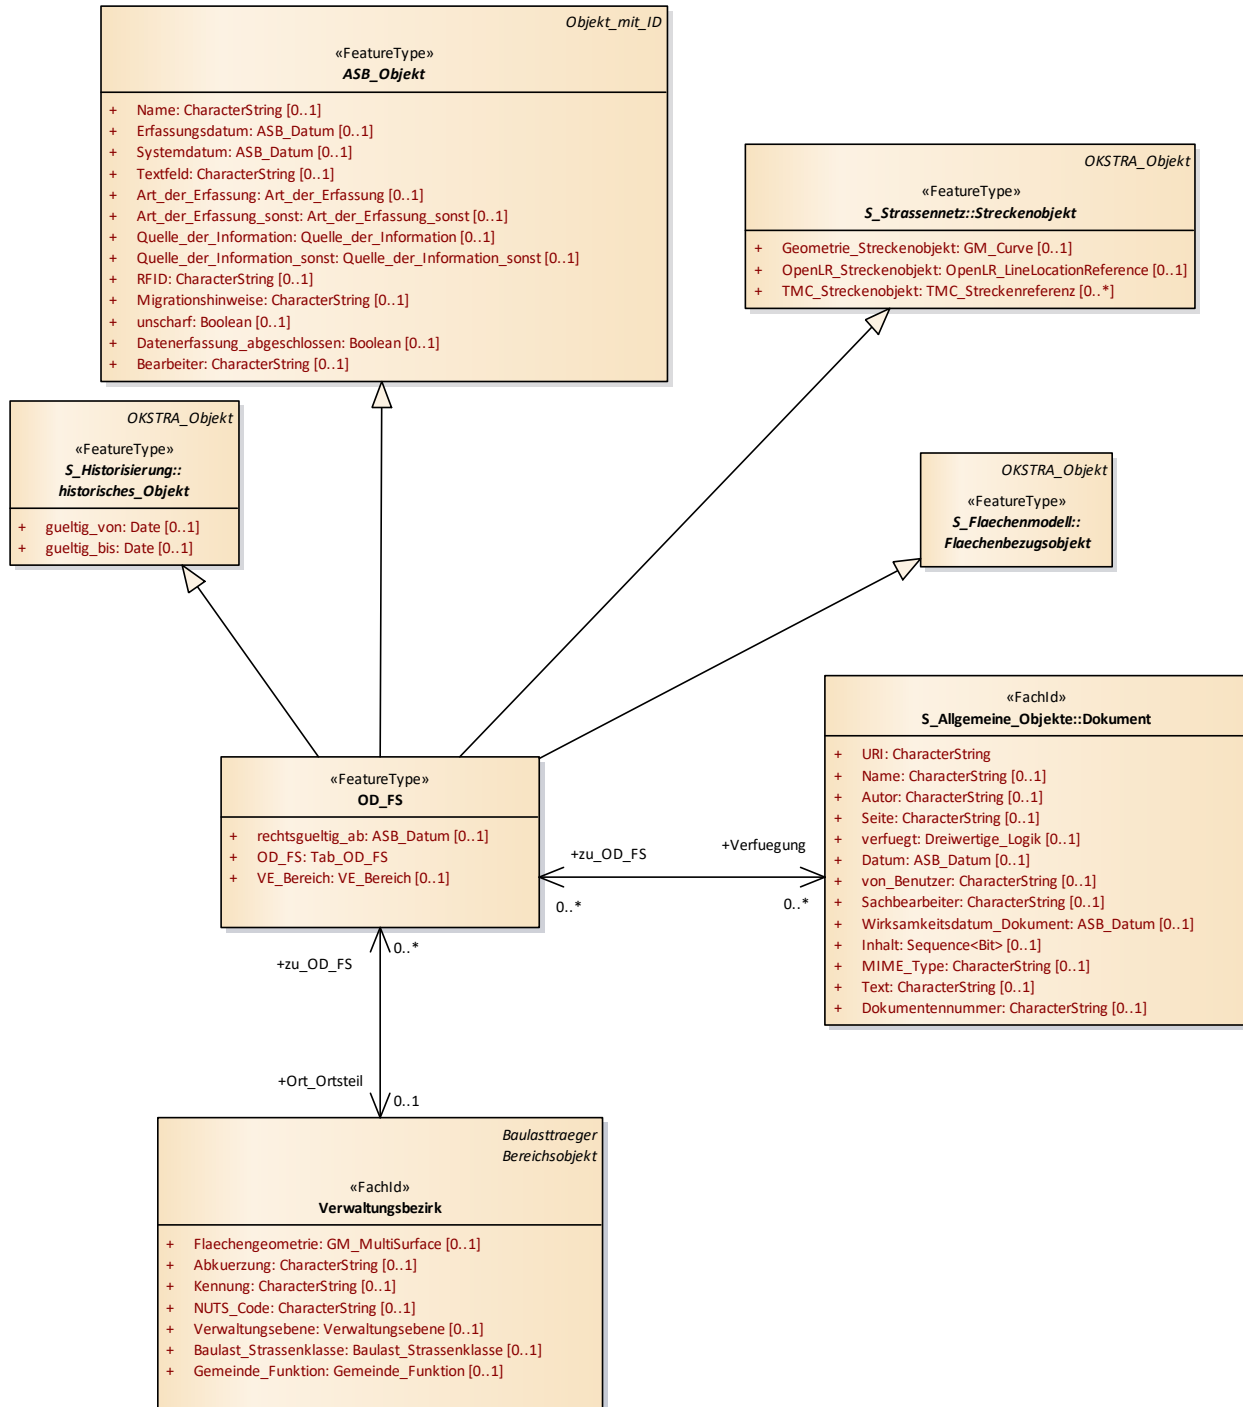 Objekt_mit_ID
«FeatureType»
ASB_Objekt
+ Name: CharacterString [0..1]
+ Erfassungsdatum: ASB_Datum [0..1]
+ Systemdatum: ASB_Datum [0..1]
+ Textfeld: CharacterString [0..1]
+ Art_der_Erfassung: Art_der_Erfassung [0..1]
+ Art_der_Erfassung_sonst: Art_der_Erfassung_sonst [0..1]
+ Quelle_der_Information: Quelle_der_Information [0..1]
+ Quelle_der_Information_sonst: Quelle_der_Information_sonst [0..1]
+ RFID: CharacterString [0..1]
+ Migrationshinweise: CharacterString [0..1]
+ unscharf: Boolean [0..1]
+ Datenerfassung_abgeschlossen: Boolean [0..1]
+ Bearbeiter: CharacterString [0..1]
OKSTRA_Objekt
«FeatureType»
S_Strassennetz::Streckenobjekt
+ Geometrie_Streckenobjekt: GM_Curve [0..1]
+ OpenLR_Streckenobjekt: OpenLR_LineLocationReference [0..1]
+ TMC_Streckenobjekt: TMC_Streckenreferenz [0..*]
OKSTRA_Objekt
«FeatureType»
S_Historisierung::
historisches_Objekt
+ gueltig_von: Date [0..1]
+ gueltig_bis: Date [0..1]
OKSTRA_Objekt
«FeatureType»
S_Flaechenmodell::
Flaechenbezugsobjekt
«FeatureType»
OD_FS
+ rechtsgueltig_ab: ASB_Datum [0..1]
+ OD_FS: Tab_OD_FS
+ VE_Bereich: VE_Bereich [0..1]
+zu_OD_FS
0..*
+Verfuegung
0..*
«FachId»
S_Allgemeine_Objekte::Dokument
+ URI: CharacterString
+ Name: CharacterString [0..1]
+ Autor: CharacterString [0..1]
+ Seite: CharacterString [0..1]
+ verfuegt: Dreiwertige_Logik [0..1]
+ Datum: ASB_Datum [0..1]
+ von_Benutzer: CharacterString [0..1]
+ Sachbearbeiter: CharacterString [0..1]
+ Wirksamkeitsdatum_Dokument: ASB_Datum [0..1]
+ Inhalt: Sequence<Bit> [0..1]
+ MIME_Type: CharacterString [0..1]
+ Text: CharacterString [0..1]
+ Dokumentennummer: CharacterString [0..1]
0..*
+zu_OD_FS
+Ort_Ortsteil
0..1
Baulasttraeger
Bereichsobjekt
«FachId»
Verwaltungsbezirk
+ Flaechengeometrie: GM_MultiSurface [0..1]
+ Abkuerzung: CharacterString [0..1]
+ Kennung: CharacterString [0..1]
+ NUTS_Code: CharacterString [0..1]
+ Verwaltungsebene: Verwaltungsebene [0..1]
+ Baulast_Strassenklasse: Baulast_Strassenklasse [0..1]
+ Gemeinde_Funktion: Gemeinde_Funktion [0..1]